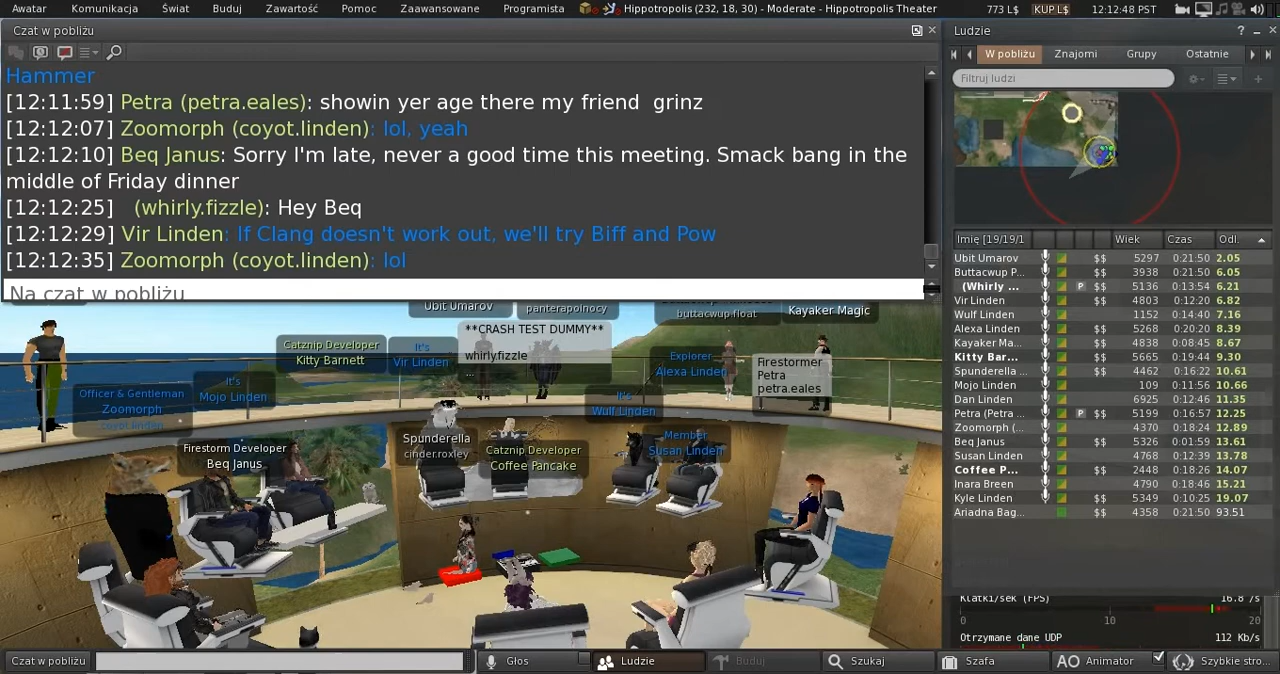 Awatar Komunikacja Świat Buduj Zawartość Pomoc Zaawansowane Programista Hippotropolis (232, 18, 30) - Moderate - Hippotropolis Theater 773 L$ KUP L$ 12:12:48 PST
Czat w pobliżu
Hammer
[12:11:59] Petra (petra.eales): showin yer age there my friend grinz
[12:12:07] Zoomorph (coyot.linden): lol, yeah
[12:12:10] Beq Janus: Sorry I'm late, never a good time this meeting. Smack bang in the
middle of Friday dinner
[12:12:25] (whirly.fizzle): Hey Beq
[12:12:29] Vir Linden: If Clang doesn't work out, we'll try Biff and Pow
[12:12:35] Zoomorph (coyot.linden): lol
Na czat w pobliżu
Ludzie
W pobliżu Znajomi Grupy Ostatnie
Filtruj ludzi
Imię [19/19/1 Wiek Czas Odl.
Ubit Umarov $$ 5297 0:21:50 2.05
Buttacwup P... $$ 3938 0:21:50 6.05
(Whirly ... P $$ 5136 0:13:54 6.21
Vir Linden $$ 4803 0:12:20 6.82
Wulf Linden 1152 0:14:40 7.16
Alexa Linden $$ 5268 0:20:20 8.39
Kayaker Ma... $$ 4838 0:08:45 8.67
Kitty Bar... $$ 5665 0:19:44 9.30
Spunderella ... $$ 4462 0:16:22 10.61
Mojo Linden 109 0:11:56 10.66
Dan Linden 6925 0:12:46 11.35
Petra (Petra ... P $$ 5199 0:16:57 12.25
Zoomorph (... 4370 0:18:24 12.89
Beq Janus $$ 5326 0:01:59 13.61
Susan Linden 4768 0:12:39 13.78
Coffee P... $$ 2448 0:18:26 14.07
Inara Breen 4790 0:18:46 15.21
Kyle Linden $$ 5349 0:10:25 19.07
Ariadna Bag... $$ 4358 0:21:50 93.51
Klatki/sek (FPS) 16.8 /s
0 10 20
Otrzymane dane UDP 112 Kb/s
Ubit Umarov
panterapolnocy
buttacwup.float
Kayaker Magic
**CRASH TEST DUMMY**
whirly.fizzle
...
Catznip Developer
Kitty Barnett
It's
Vir Linden
Explorer
Alexa Linden
Firestormer
Petra
petra.eales
Officer & Gentleman
Zoomorph
coyot.linden
It's
Mojo Linden
It's
Wulf Linden
Firestorm Developer
Beq Janus
Spunderella
cinder.roxley
Catznip Developer
Coffee Pancake
Member
Susan Linden
Czat w pobliżu Głos Ludzie Buduj Szukaj Szafa AO Animator Szybkie stro...